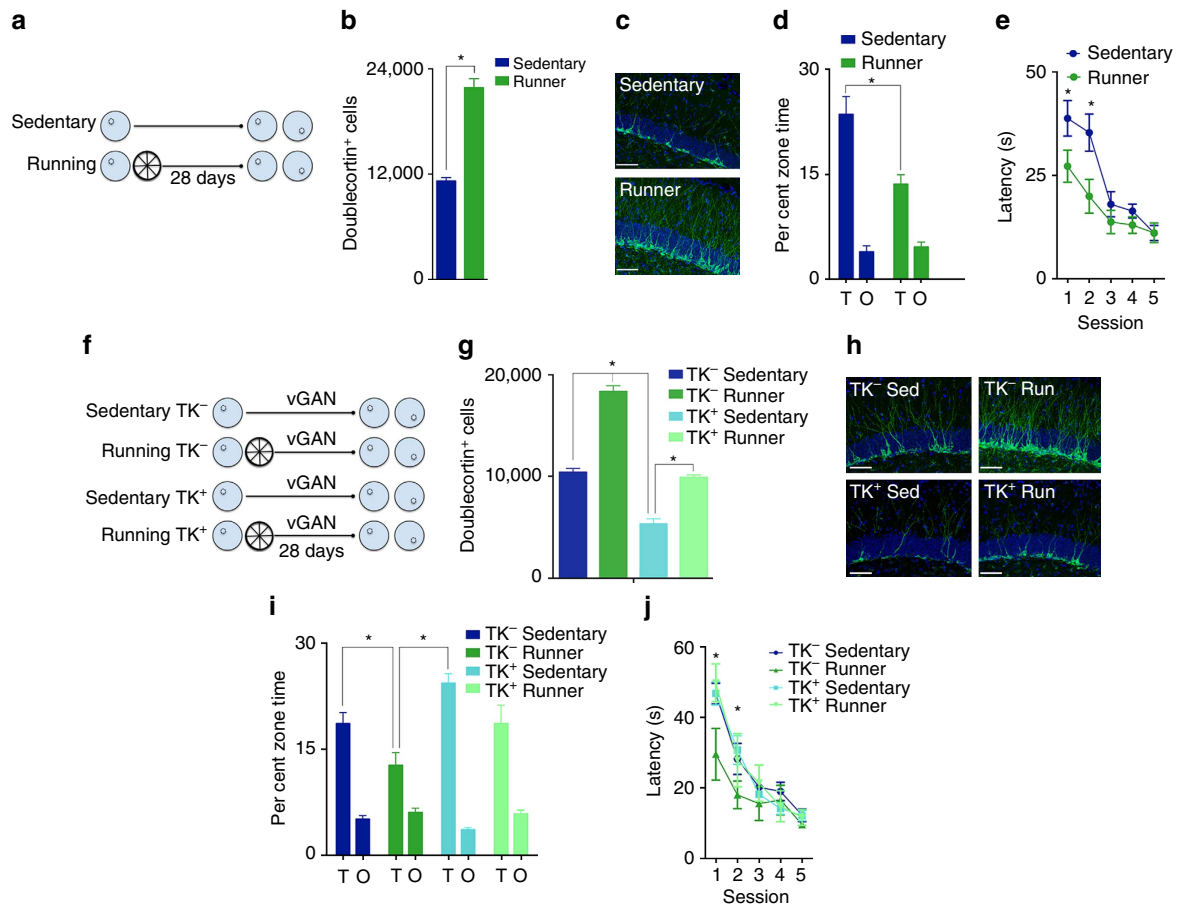 a
Sedentary
Running
28 days
b
Sedentary
Runner
Doublecortin⁺ cells
24,000
12,000
0
*
c
Sedentary
Runner
d
Sedentary
Runner
Per cent zone time
30
15
0
*
T O T O
e
Sedentary
Runner
Latency (s)
50
25
0
* *
1 2 3 4 5
Session
f
Sedentary TK⁻ vGAN
Running TK⁻ vGAN
Sedentary TK⁺ vGAN
Running TK⁺ vGAN
28 days
g
TK⁻ Sedentary
TK⁻ Runner
TK⁺ Sedentary
TK⁺ Runner
Doublecortin⁺ cells
20,000
10,000
0
*
*
h
TK⁻ Sed
TK⁻ Run
TK⁺ Sed
TK⁺ Run
i
TK⁻ Sedentary
TK⁻ Runner
TK⁺ Sedentary
TK⁺ Runner
Per cent zone time
30
15
0
* *
T O T O T O T O
j
TK⁻ Sedentary
TK⁻ Runner
TK⁺ Sedentary
TK⁺ Runner
Latency (s)
60
40
20
0
*
*
1 2 3 4 5
Session